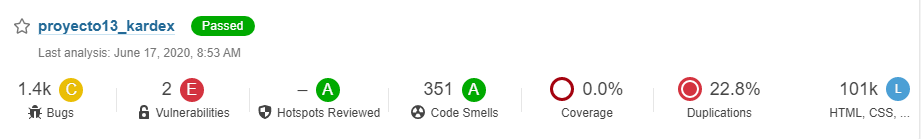 proyecto13_kardex Passed
Last analysis: June 17, 2020, 8:53 AM
1.4k C 2 E – A 351 A 0.0% 22.8% 101k L
Bugs Vulnerabilities Hotspots Reviewed Code Smells Coverage Duplications HTML, CSS, ...